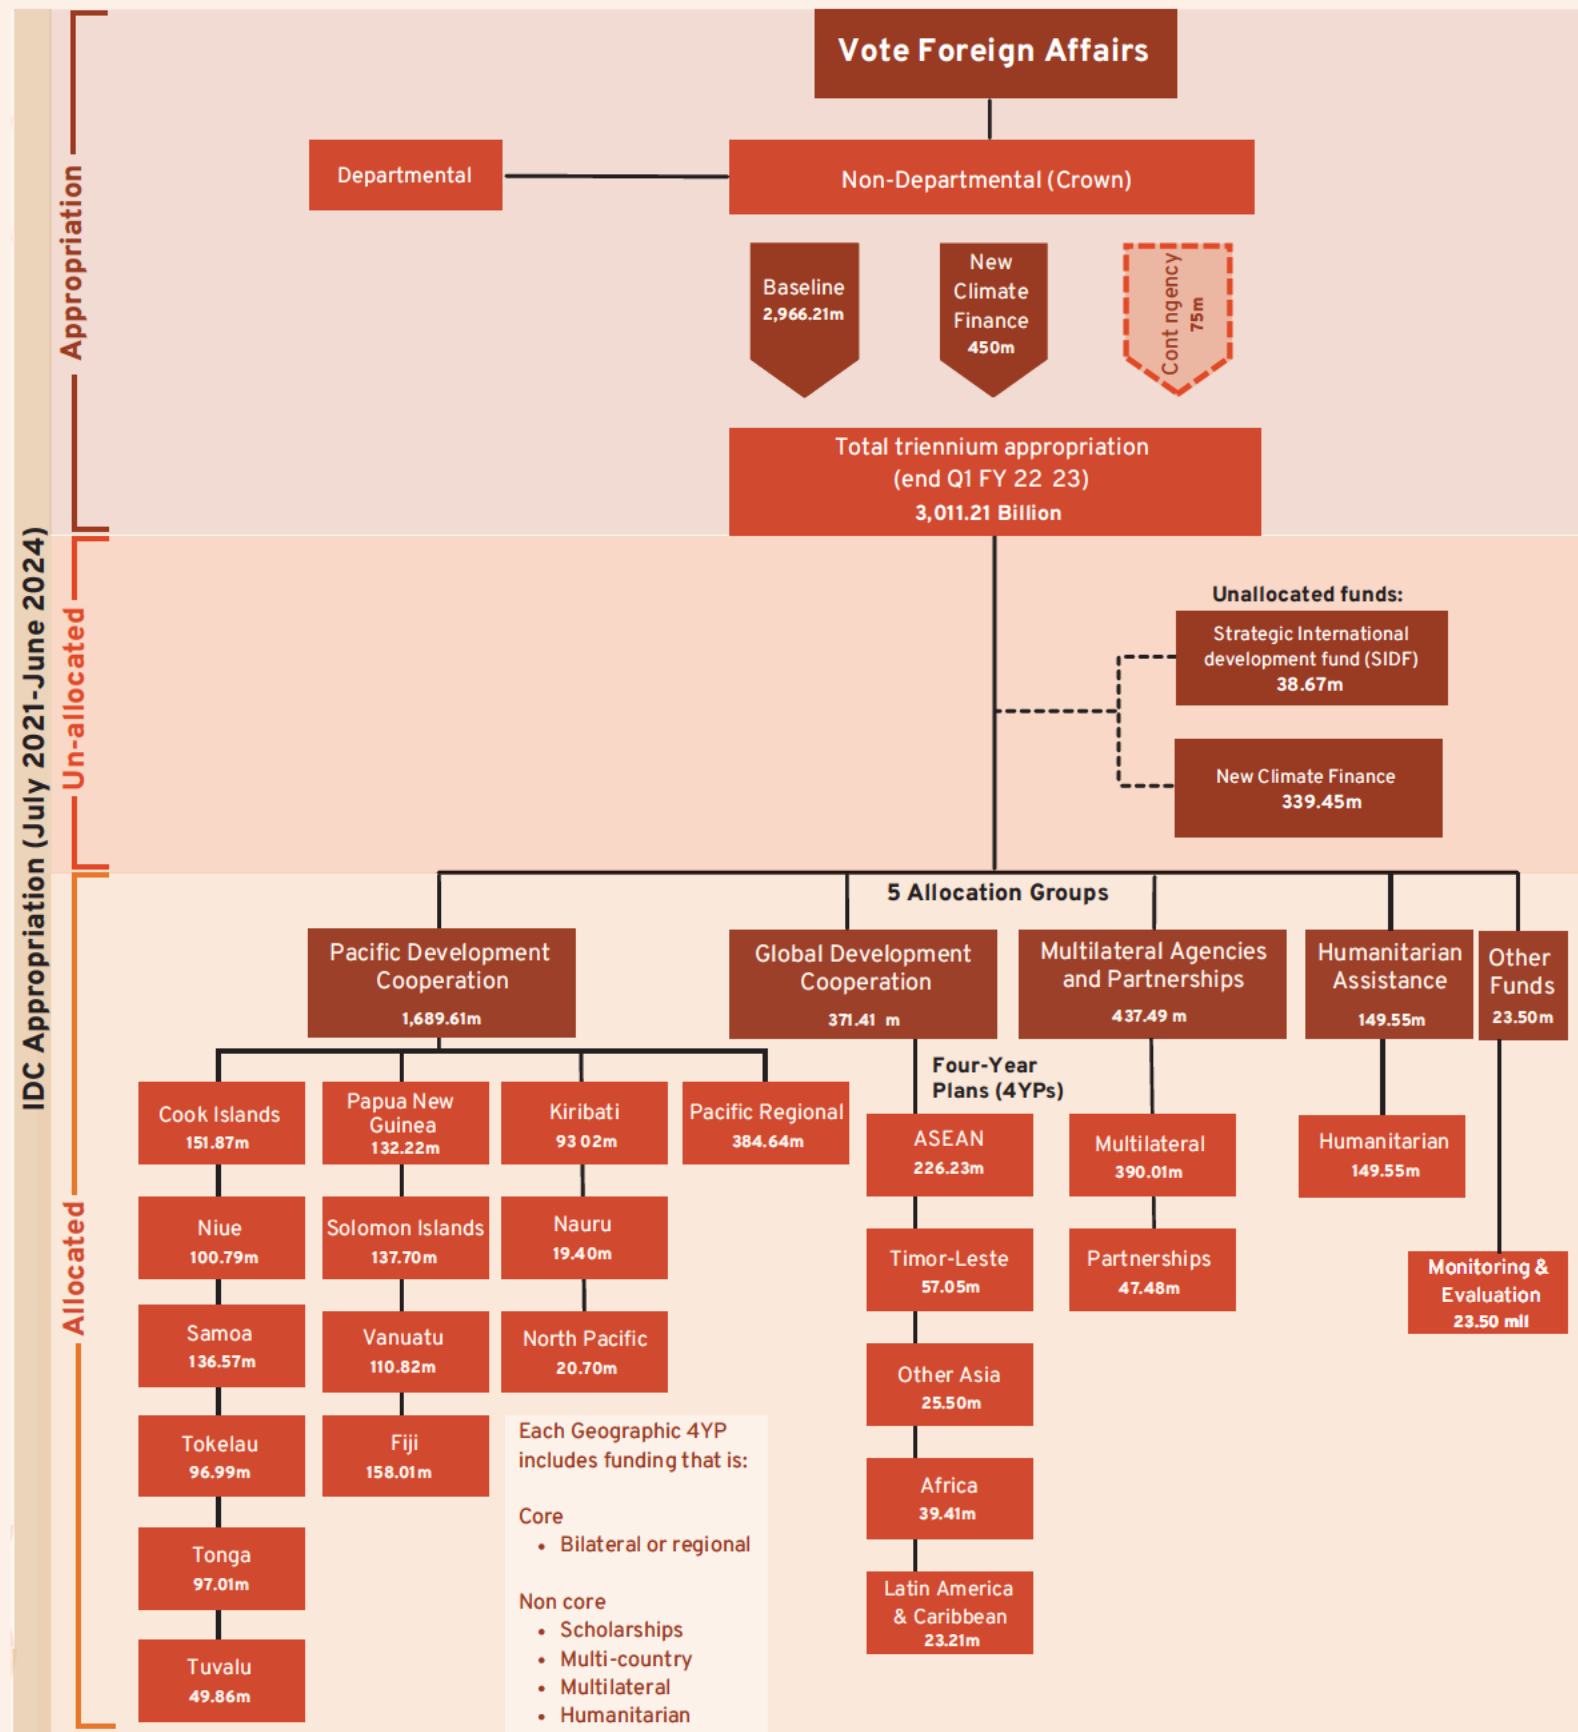 Vote Foreign Affairs
Departmental
Non-Departmental (Crown)
Baseline
2,966.21m
New
Climate
Finance
450m
Cont ngency
75m
Total triennium appropriation
(end Q1 FY 22 23)
3,011.21 Billion
Appropriation
IDC Appropriation (July 2021-June 2024)
Un-allocated
Unallocated funds:
Strategic International
development fund (SIDF)
38.67m
New Climate Finance
339.45m
Allocated
5 Allocation Groups
Pacific Development
Cooperation
1,689.61m
Global Development
Cooperation
371.41 m
Multilateral Agencies
and Partnerships
437.49 m
Humanitarian
Assistance
149.55m
Other
Funds
23.50m
Four-Year
Plans (4YPs)
Cook Islands
151.87m
Niue
100.79m
Samoa
136.57m
Tokelau
96.99m
Tonga
97.01m
Tuvalu
49.86m
Papua New
Guinea
132.22m
Solomon Islands
137.70m
Vanuatu
110.82m
Fiji
158.01m
Kiribati
93 02m
Nauru
19.40m
North Pacific
20.70m
Pacific Regional
384.64m
Each Geographic 4YP
includes funding that is:
Core
• Bilateral or regional
Non core
• Scholarships
• Multi-country
• Multilateral
• Humanitarian
ASEAN
226.23m
Timor-Leste
57.05m
Other Asia
25.50m
Africa
39.41m
Latin America
& Caribbean
23.21m
Multilateral
390.01m
Partnerships
47.48m
Humanitarian
149.55m
Monitoring &
Evaluation
23.50 mil